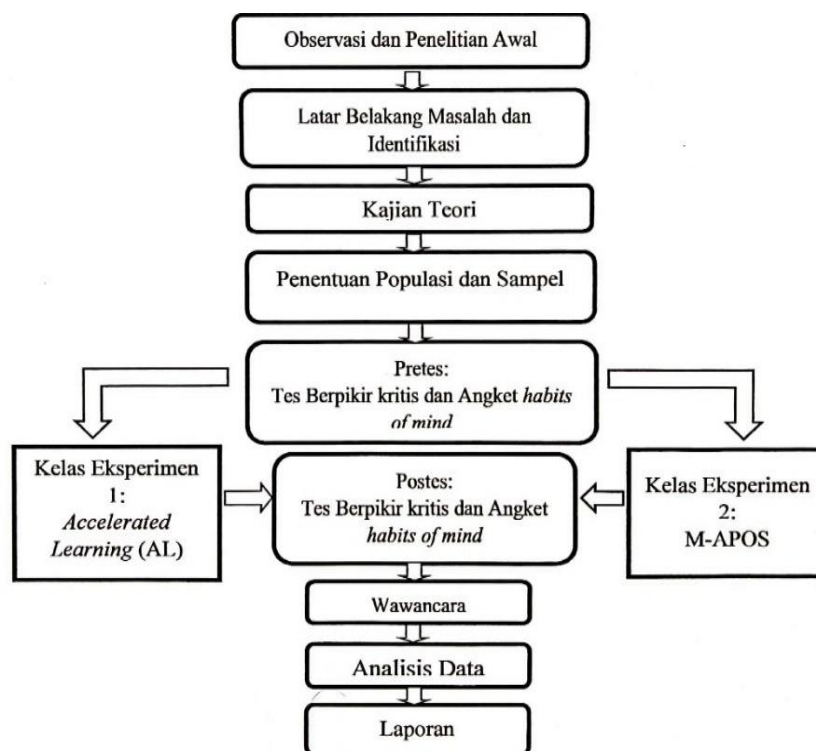 Observasi dan Penelitian Awal
Latar Belakang Masalah dan
Identifikasi
Kajian Teori
Penentuan Populasi dan Sampel
Pretes:
Tes Berpikir kritis dan Angket habits
of mind
Kelas Eksperimen
1:
Accelerated
Learning (AL)
Postes:
Tes Berpikir kritis dan Angket
habits of mind
Kelas Eksperimen
2:
M-APOS
Wawancara
Analisis Data
Laporan